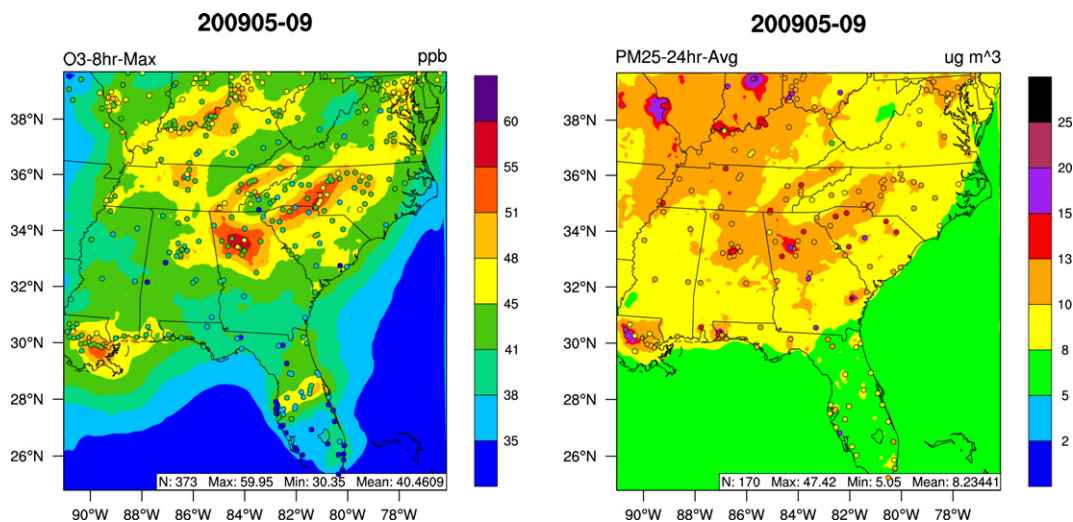 200905-09
O3-8hr-Max ppb
38°N
36°N
34°N
32°N
30°N
28°N
26°N
60
55
51
48
45
41
38
35
N: 373 Max: 59.95 Min: 30.35 Mean: 40.4609
90°W 88°W 86°W 84°W 82°W 80°W 78°W
200905-09
PM25-24hr-Avg ug m^3
38°N
36°N
34°N
32°N
30°N
28°N
26°N
25
20
15
13
10
8
5
2
N: 170 Max: 47.42 Min: 5.05 Mean: 8.23441
90°W 88°W 86°W 84°W 82°W 80°W 78°W